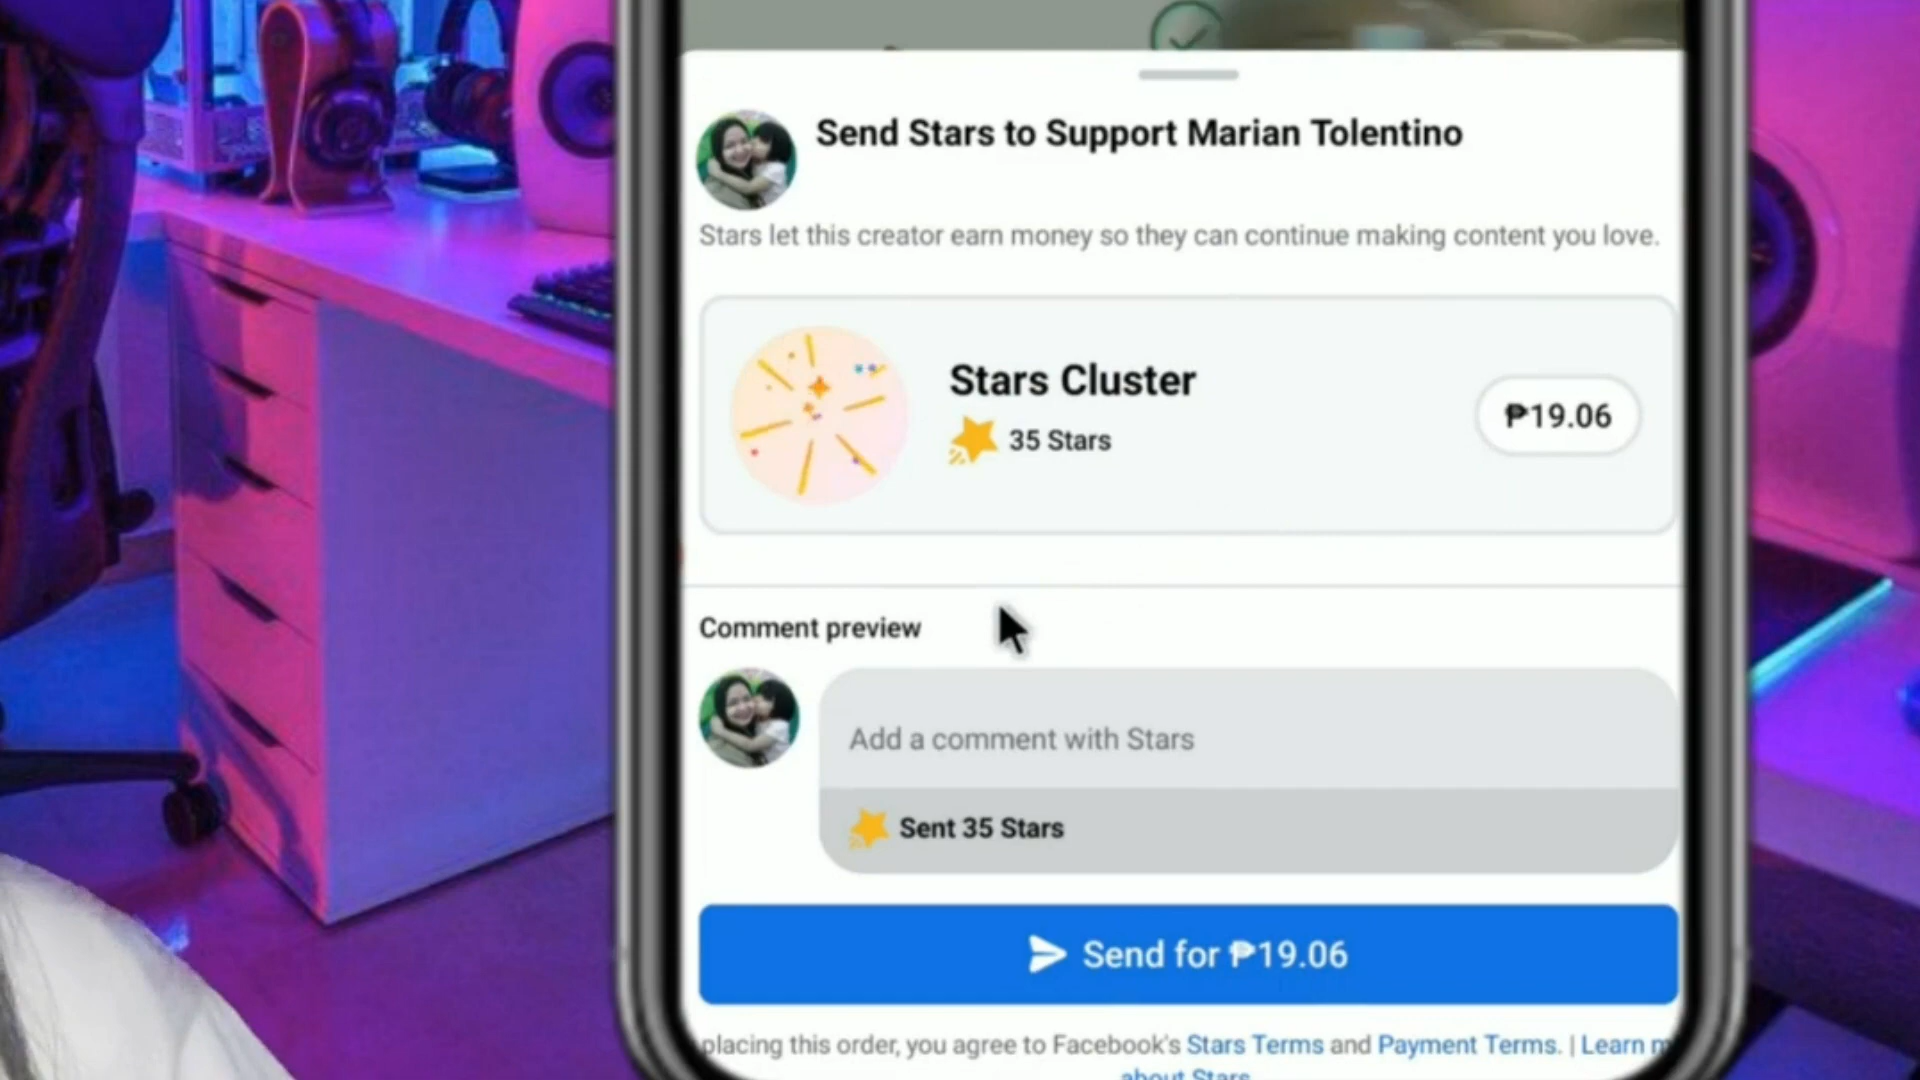 Send Stars to Support Marian Tolentino
Stars let this creator earn money so they can continue making content you love.
Stars Cluster
35 Stars
₱19.06
Comment preview
Add a comment with Stars
Sent 35 Stars
Send for ₱19.06
placing this order, you agree to Facebook's Stars Terms and Payment Terms. | Learn
about Stars